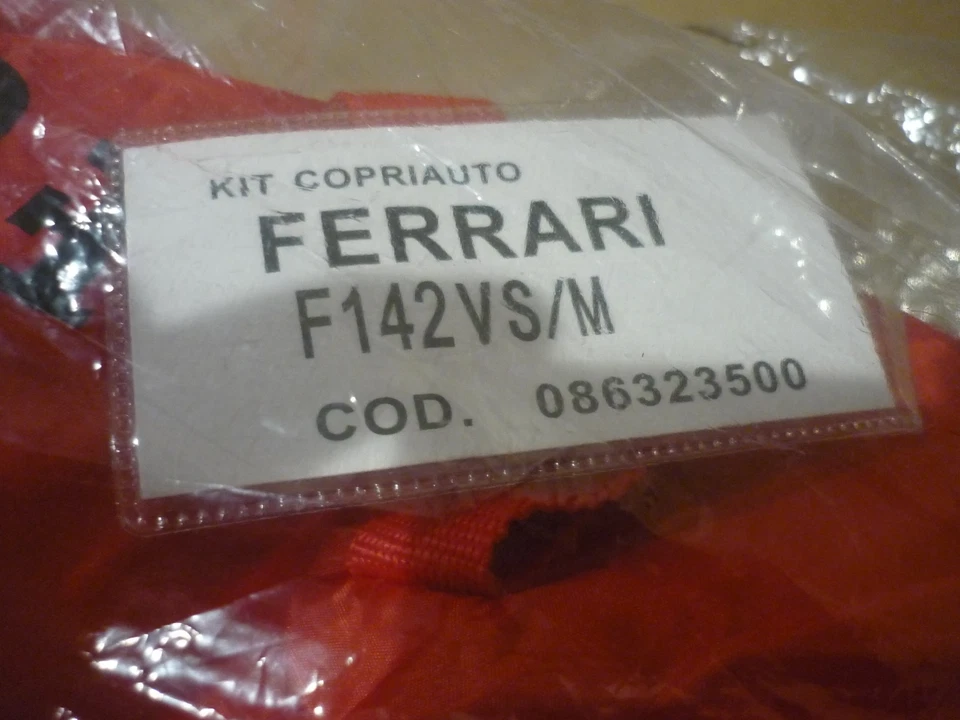 KIT COPRIAUTO
FERRARI
F142VS/M
COD. 086323500